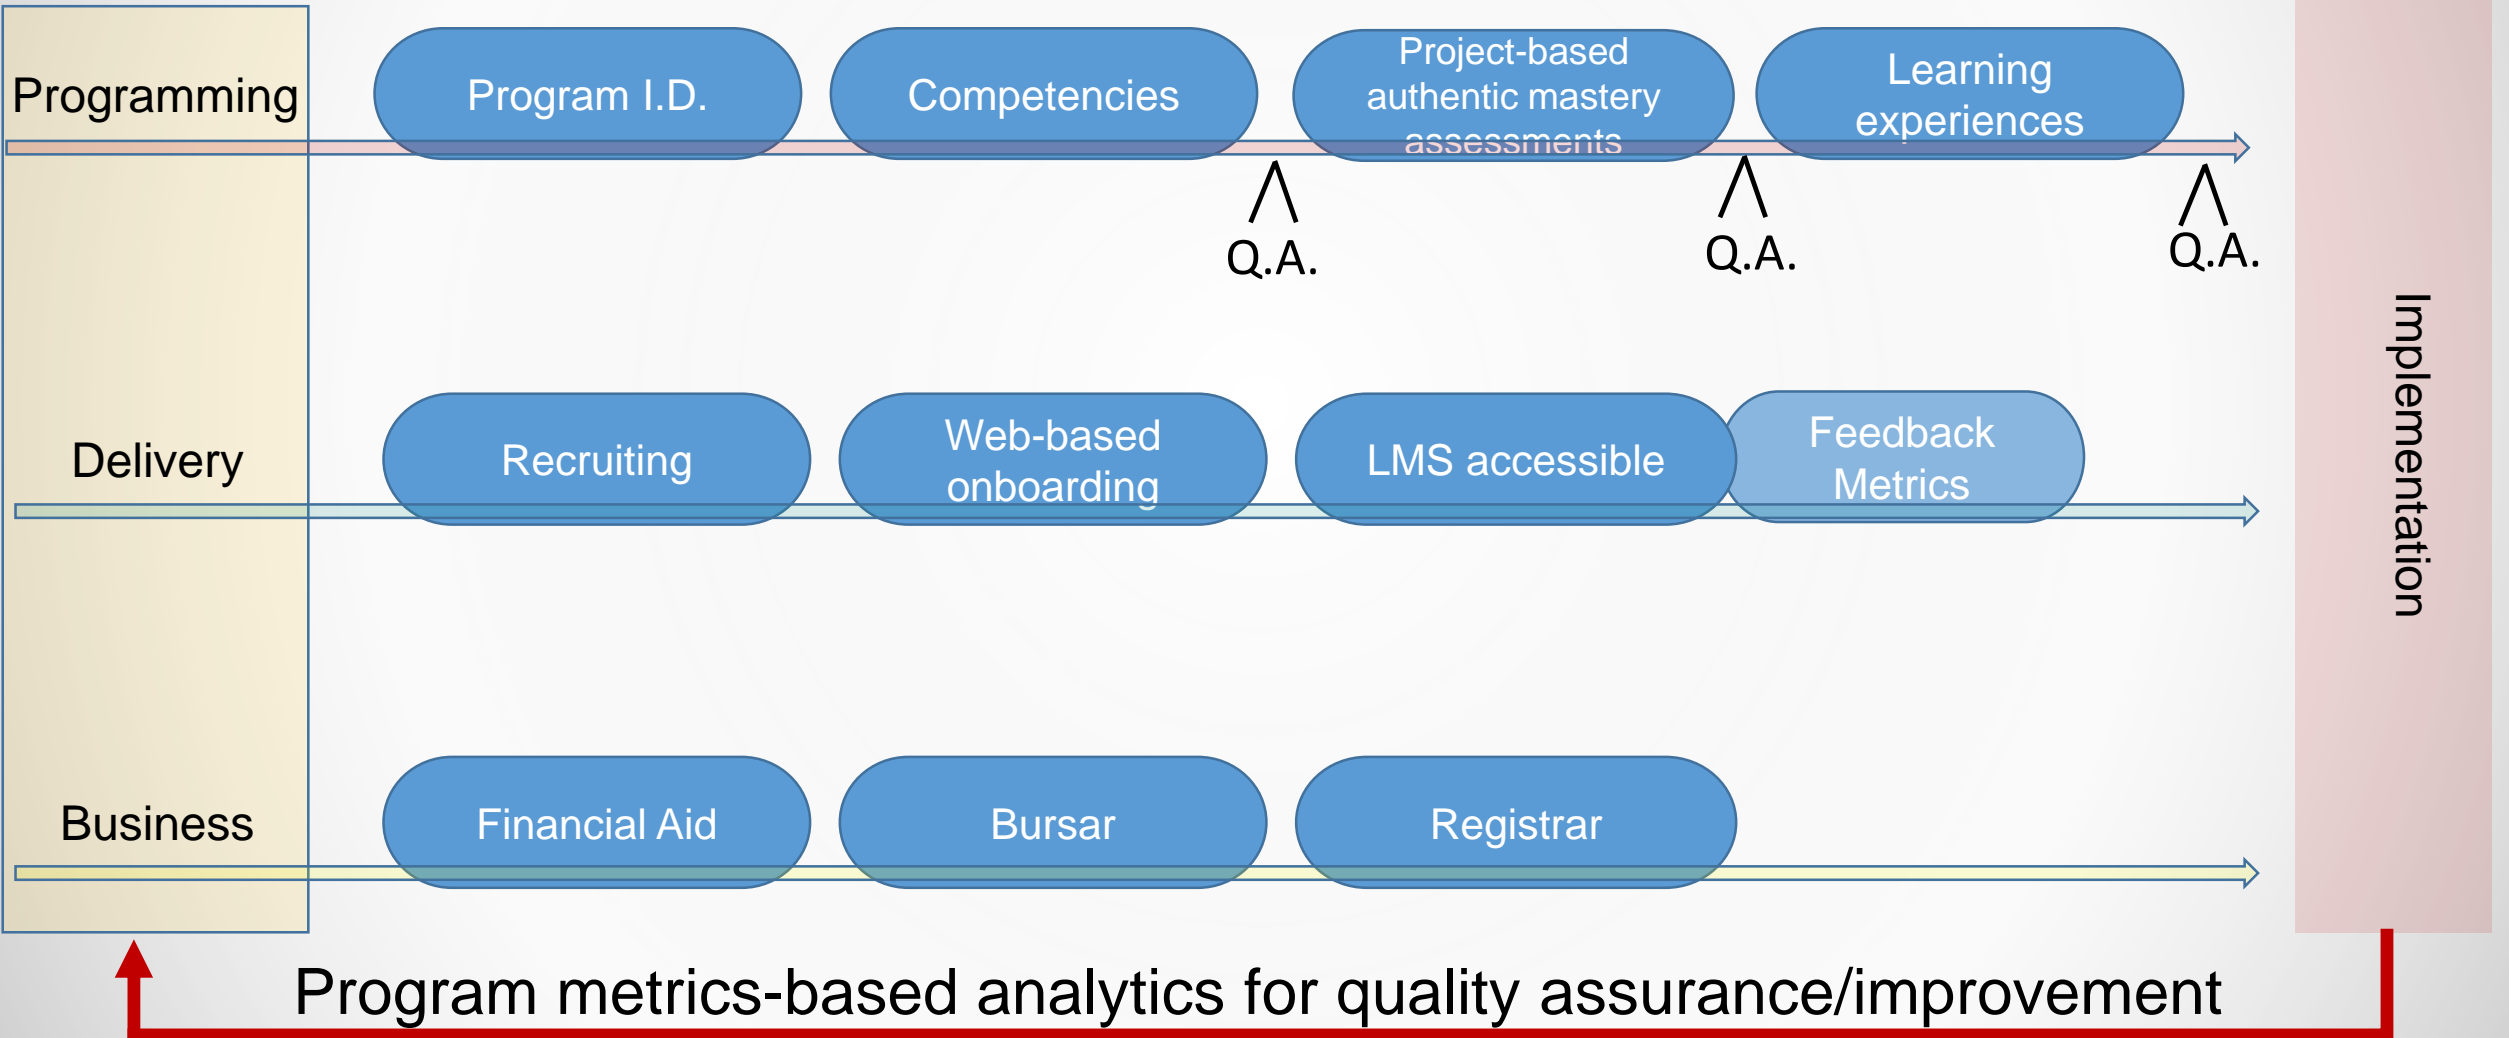 Programming
Program I.D.
Competencies
Project-based
authentic mastery
assessments
Learning
experiences
Q.A.
Q.A.
Q.A.
Delivery
Recruiting
Web-based
onboarding
LMS accessible
Feedback
Metrics
Implementation
Business
Financial Aid
Bursar
Registrar
Program metrics-based analytics for quality assurance/improvement